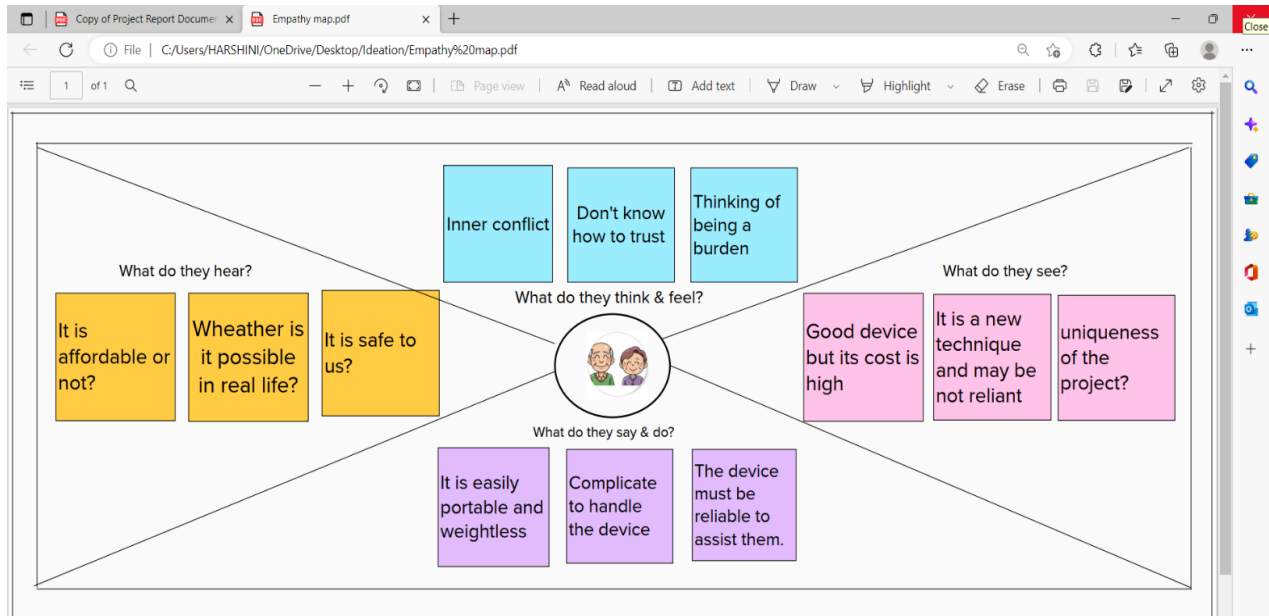 Copy of Project Report Documen
Empathy map.pdf
Close
File
C:/Users/HARSHINI/OneDrive/Desktop/Ideation/Empathy%20map.pdf
1
of 1
Page view
Read aloud
Add text
Draw
Highlight
Erase
Inner conflict
Don't know
how to trust
Thinking of
being a
burden
What do they think & feel?
What do they hear?
It is
affordable or
not?
Wheather is
it possible
in real life?
It is safe to
us?
What do they see?
Good device
but its cost is
high
It is a new
technique
and may be
not reliant
uniqueness
of the
project?
What do they say & do?
It is easily
portable and
weightless
Complicate
to handle
the device
The device
must be
reliable to
assist them.